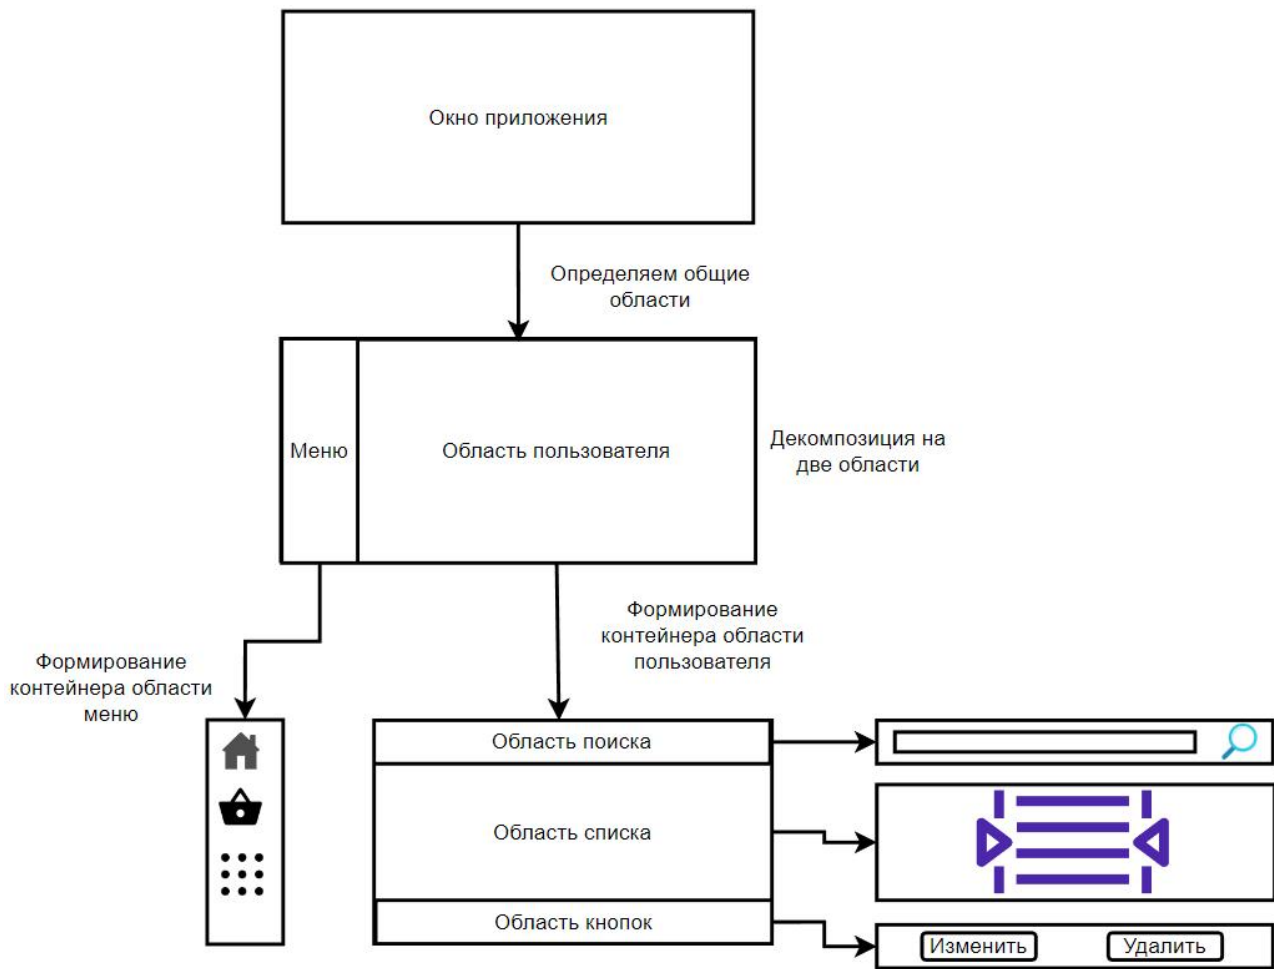 Окно приложения
Определяем общие
области
Меню
Область пользователя
Декомпозиция на
две области
Формирование
контейнера области
пользователя
Формирование
контейнера области
меню
Область поиска
Область списка
Область кнопок
Изменить
Удалить